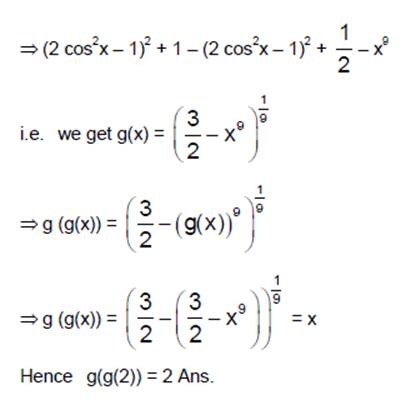 ⇒ (2 cos²x – 1)² + 1 – (2 cos²x – 1)² + 1/2 – x⁹
i.e. we get g(x) = (3/2 – x⁹)^(1/9)
⇒ g (g(x)) = (3/2 – (g(x))⁹)^(1/9)
⇒ g (g(x)) = (3/2 – (3/2 – x⁹))^(1/9) = x
Hence g(g(2)) = 2 Ans.